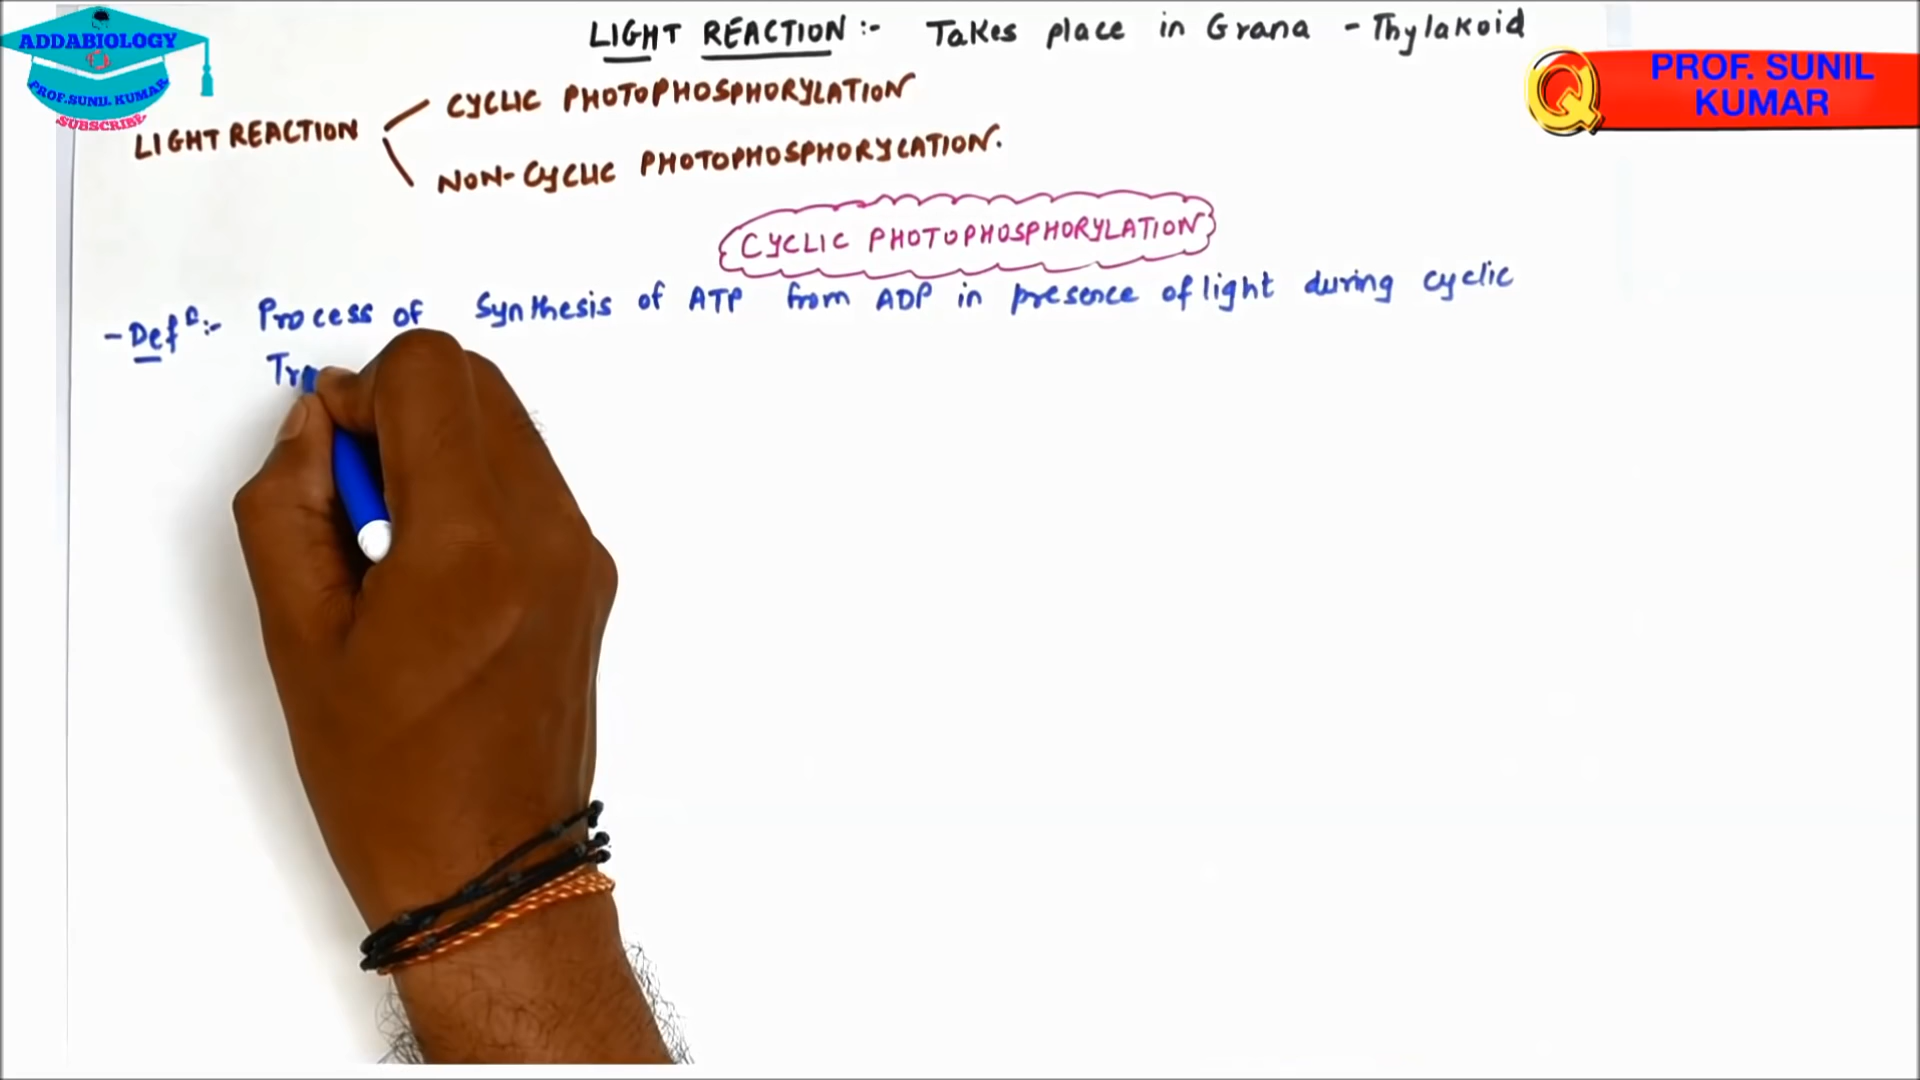 ADDABIOLOGY
PROF.SUNIL KUMAR
SUBSCRIBE
LIGHT REACTION :- Takes place in Grana - Thylakoid
PROF. SUNIL
KUMAR
LIGHT REACTION
CYCLIC PHOTOPHOSPHORYLATION
NON-CYCLIC PHOTOPHOSPHORYLATION.
CYCLIC PHOTOPHOSPHORYLATION
- Defn:- Process of Synthesis of ATP from ADP in presence of light during cyclic